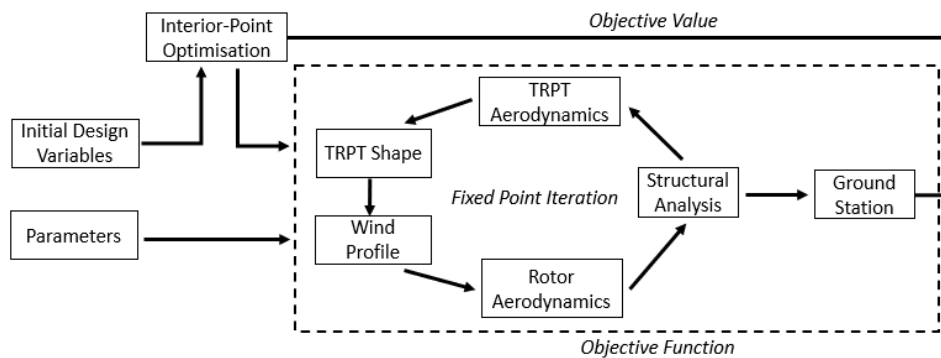 Objective Value
Interior-Point
Optimisation
TRPT
Aerodynamics
Initial Design
Variables
TRPT Shape
Fixed Point Iteration
Structural
Analysis
Ground
Station
Parameters
Wind
Profile
Rotor
Aerodynamics
Objective Function